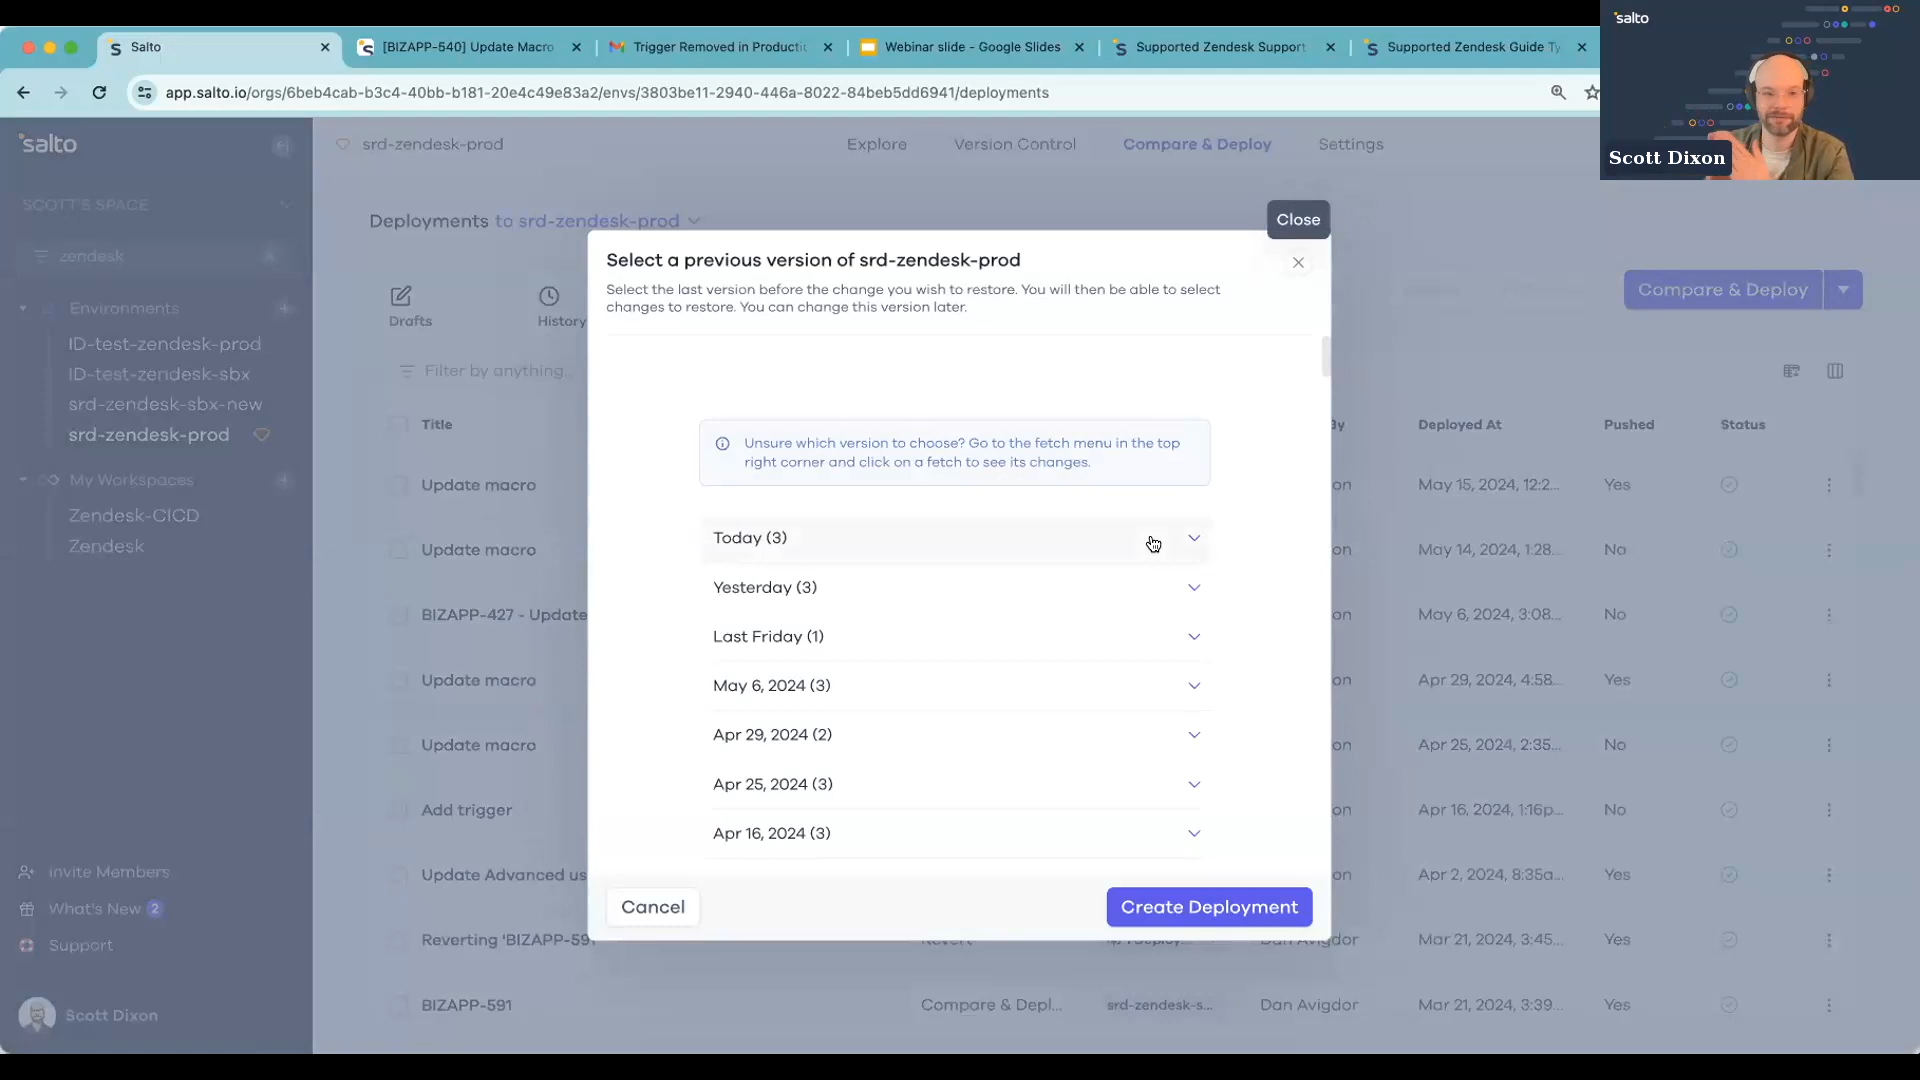 Salto
[BIZAPP-540] Update Macro
Trigger Removed in Producti
Webinar slide - Google Slides
Supported Zendesk Support
Supported Zendesk Guide Ty
app.salto.io/orgs/6beb4cab-b3c4-40bb-b181-20e4c49e83a2/envs/3803be11-2940-446a-8022-84beb5dd6941/deployments
salto
Scott Dixon
salto
srd-zendesk-prod
Explore
Version Control
Compare & Deploy
Settings
SCOTT'S SPACE
zendesk
Environments
ID-test-zendesk-prod
ID-test-zendesk-sbx
srd-zendesk-sbx-new
srd-zendesk-prod
My Workspaces
Zendesk-CICD
Zendesk
Invite Members
What's New 2
Support
Scott Dixon
Deployments to srd-zendesk-prod
Drafts
History
Compare & Deploy
Filter by anything...
Title
By
Deployed At
Pushed
Status
Update macro
on
May 15, 2024, 12:2...
Yes
Update macro
on
May 14, 2024, 1:28...
No
BIZAPP-427 - Update
on
May 6, 2024, 3:08...
No
Update macro
on
Apr 29, 2024, 4:58...
Yes
Update macro
on
Apr 25, 2024, 2:35...
No
Add trigger
on
Apr 16, 2024, 1:16p...
No
Update Advanced us
on
Apr 2, 2024, 8:35a...
Yes
Reverting 'BIZAPP-591
Revert
Dan Avigdor
Mar 21, 2024, 3:45...
Yes
BIZAPP-591
Compare & Depl...
srd-zendesk-s...
Dan Avigdor
Mar 21, 2024, 3:39...
Yes
Close
Select a previous version of srd-zendesk-prod
Select the last version before the change you wish to restore. You will then be able to select
changes to restore. You can change this version later.
Unsure which version to choose? Go to the fetch menu in the top
right corner and click on a fetch to see its changes.
Today (3)
Yesterday (3)
Last Friday (1)
May 6, 2024 (3)
Apr 29, 2024 (2)
Apr 25, 2024 (3)
Apr 16, 2024 (3)
Cancel
Create Deployment